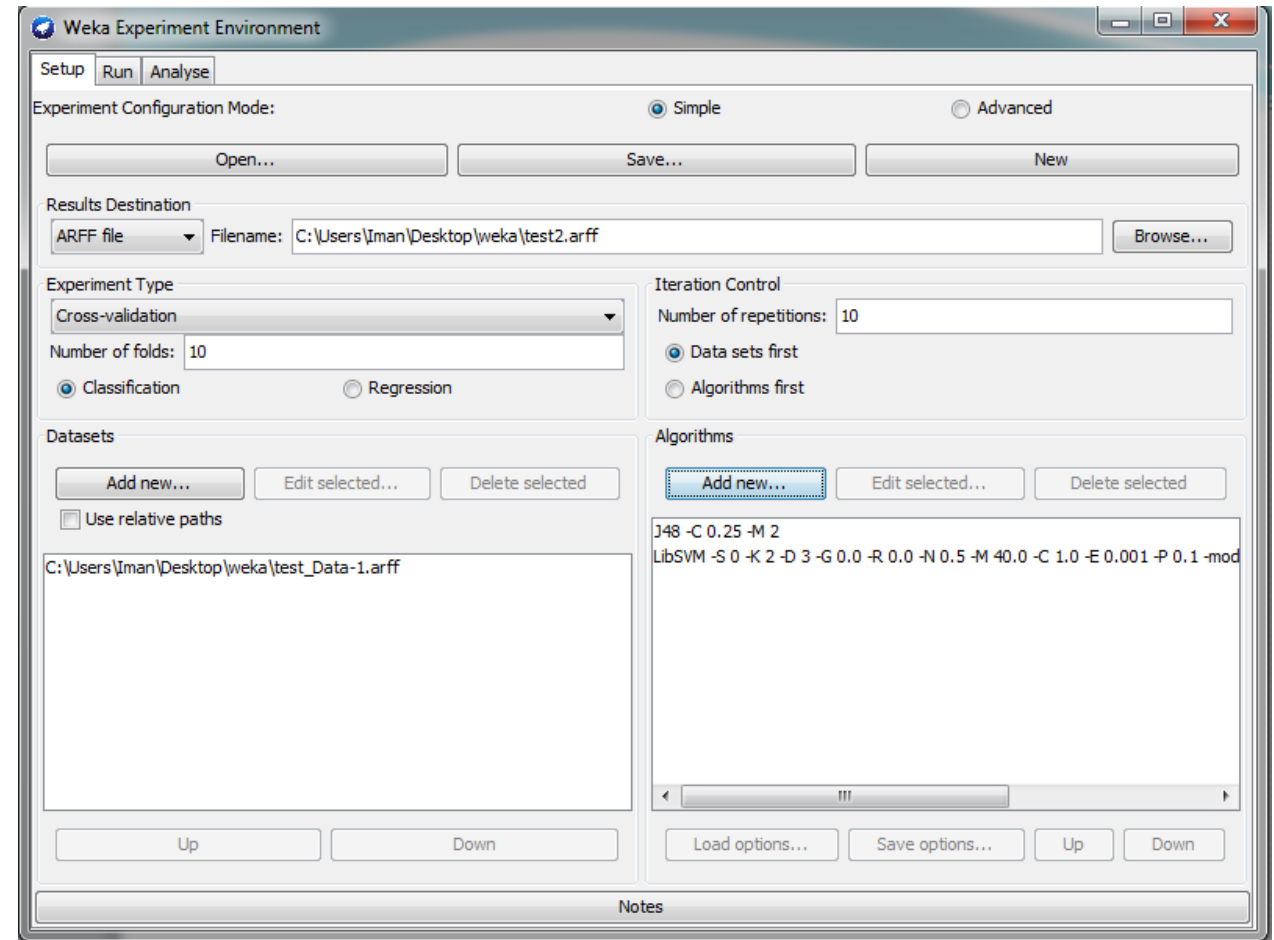 Weka Experiment Environment
Setup Run Analyse
Experiment Configuration Mode: Simple Advanced
Open... Save... New
Results Destination
ARFF file Filename: C:\Users\Iman\Desktop\weka\test2.arff Browse...
Experiment Type Iteration Control
Cross-validation Number of repetitions: 10
Number of folds: 10 Data sets first
Classification Regression Algorithms first
Datasets Algorithms
Add new... Edit selected... Delete selected Add new... Edit selected... Delete selected
Use relative paths
J48 -C 0.25 -M 2
LibSVM -S 0 -K 2 -D 3 -G 0.0 -R 0.0 -N 0.5 -M 40.0 -C 1.0 -E 0.001 -P 0.1 -mod
C:\Users\Iman\Desktop\weka\test_Data-1.arff
Up Down Load options... Save options... Up Down
Notes